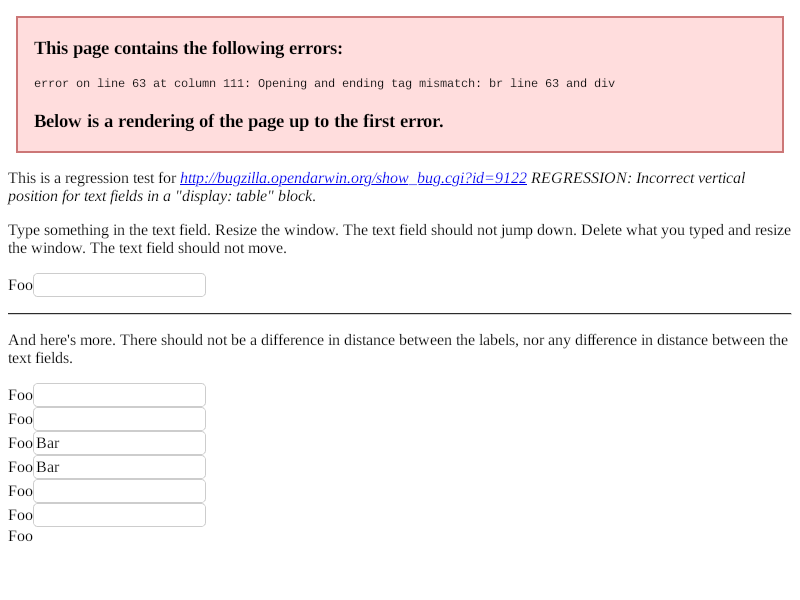 This page contains the following errors:
error on line 63 at column 111: Opening and ending tag mismatch: br line 63 and div
Below is a rendering of the page up to the first error.
This is a regression test for http://bugzilla.opendarwin.org/show_bug.cgi?id=9122 REGRESSION: Incorrect vertical
position for text fields in a "display: table" block.
Type something in the text field. Resize the window. The text field should not jump down. Delete what you typed and resize
the window. The text field should not move.
Foo
And here's more. There should not be a difference in distance between the labels, nor any difference in distance between the
text fields.
Foo
Foo
Foo Bar
Foo Bar
Foo
Foo
Foo